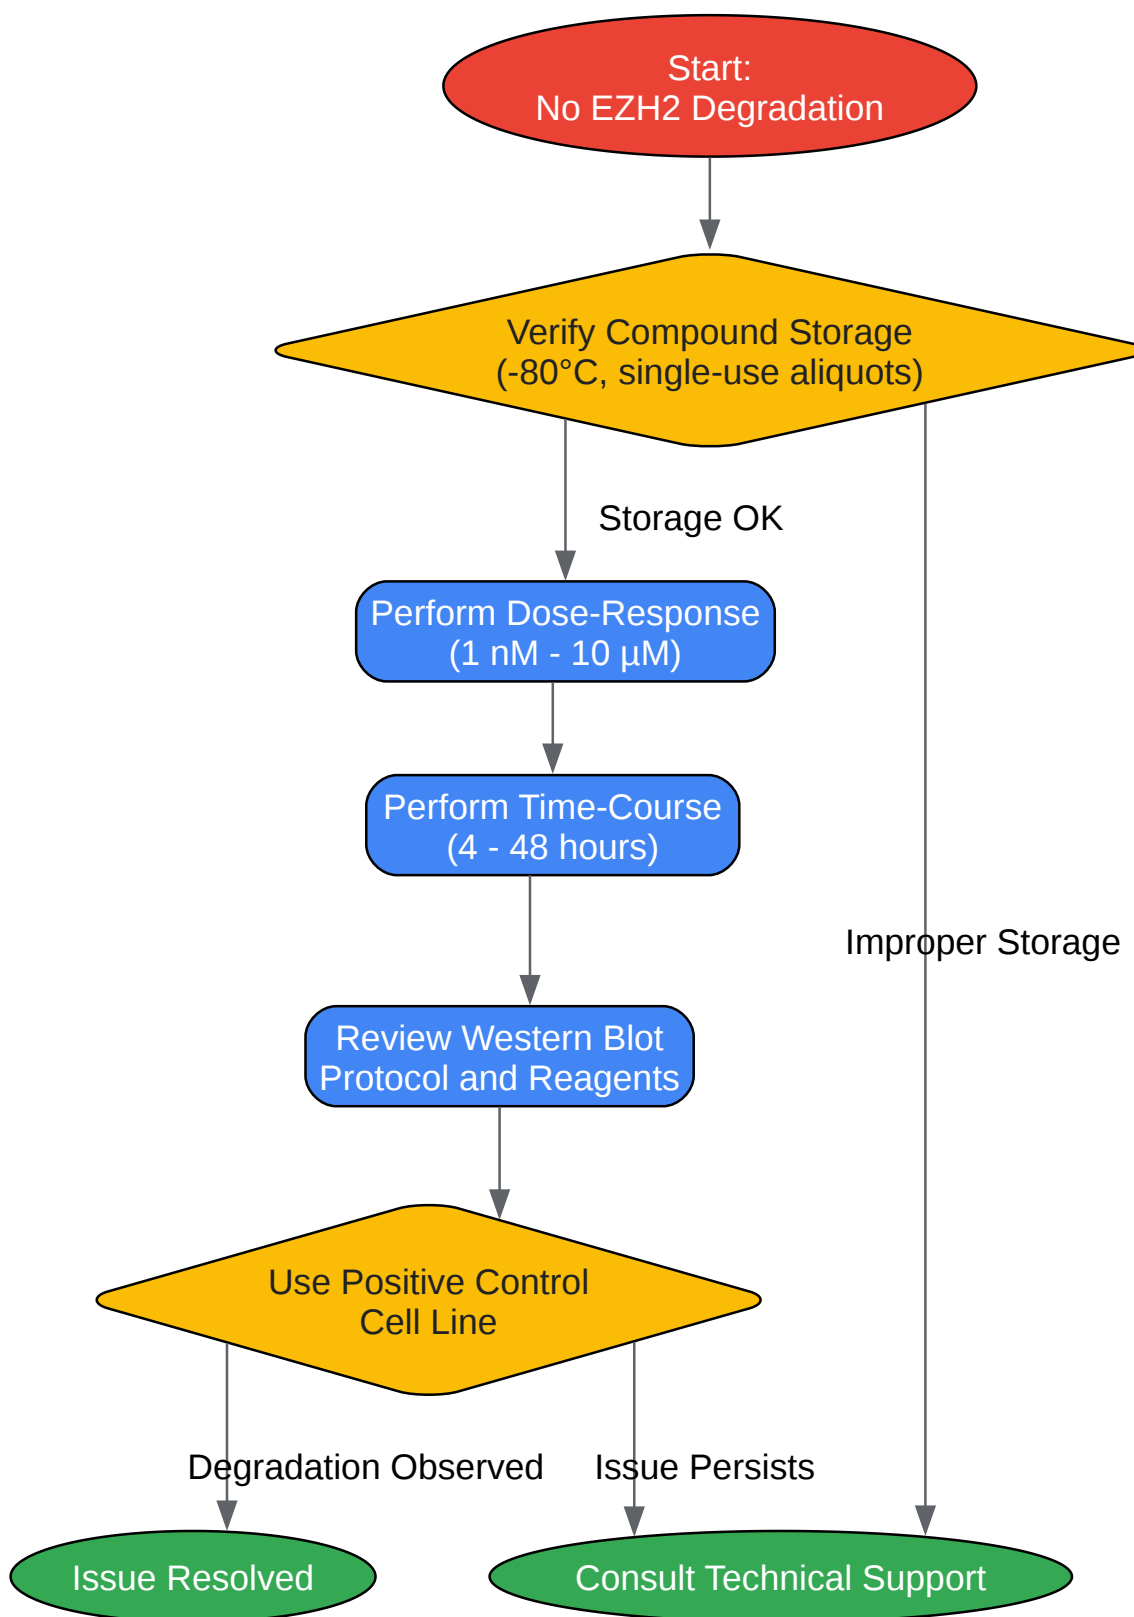 Start:
No EZH2 Degradation
Verify Compound Storage
(-80°C, single-use aliquots)
Storage OK
Perform Dose-Response
(1 nM - 10 µM)
Perform Time-Course
(4 - 48 hours)
Improper Storage
Review Western Blot
Protocol and Reagents
Use Positive Control
Cell Line
Degradation Observed
Issue Persists
Issue Resolved
Consult Technical Support